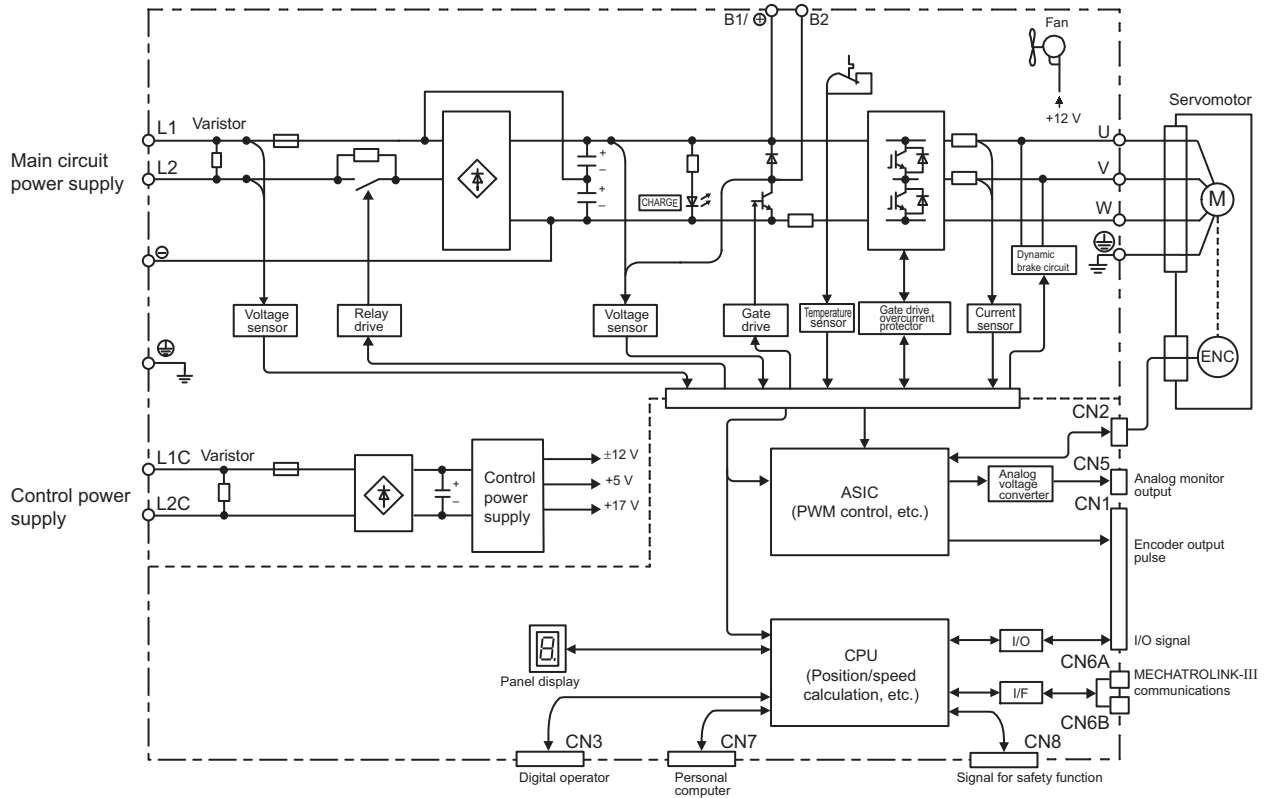 B1/ ⊕
B2
Fan
+12 V
Servomotor
Main circuit
power supply
L1
Varistor
L2
U
V
W
M
+
–
+
–
CHARGE
⊖
Dynamic
brake circuit
Voltage
sensor
Relay
drive
Voltage
sensor
Gate
drive
Temperature
sensor
Gate drive
overcurrent
protector
Current
sensor
ENC
CN2
Control power
supply
L1C
Varistor
L2C
+
–
Control
power
supply
±12 V
+5 V
+17 V
ASIC
(PWM control, etc.)
Analog
voltage
converter
CN5
Analog monitor
output
CN1
Encoder output
pulse
I/O
I/O signal
8.
Panel display
CPU
(Position/speed
calculation, etc.)
I/F
CN6A
MECHATROLINK-III
communications
CN6B
CN3
Digital operator
CN7
Personal
computer
CN8
Signal for safety function